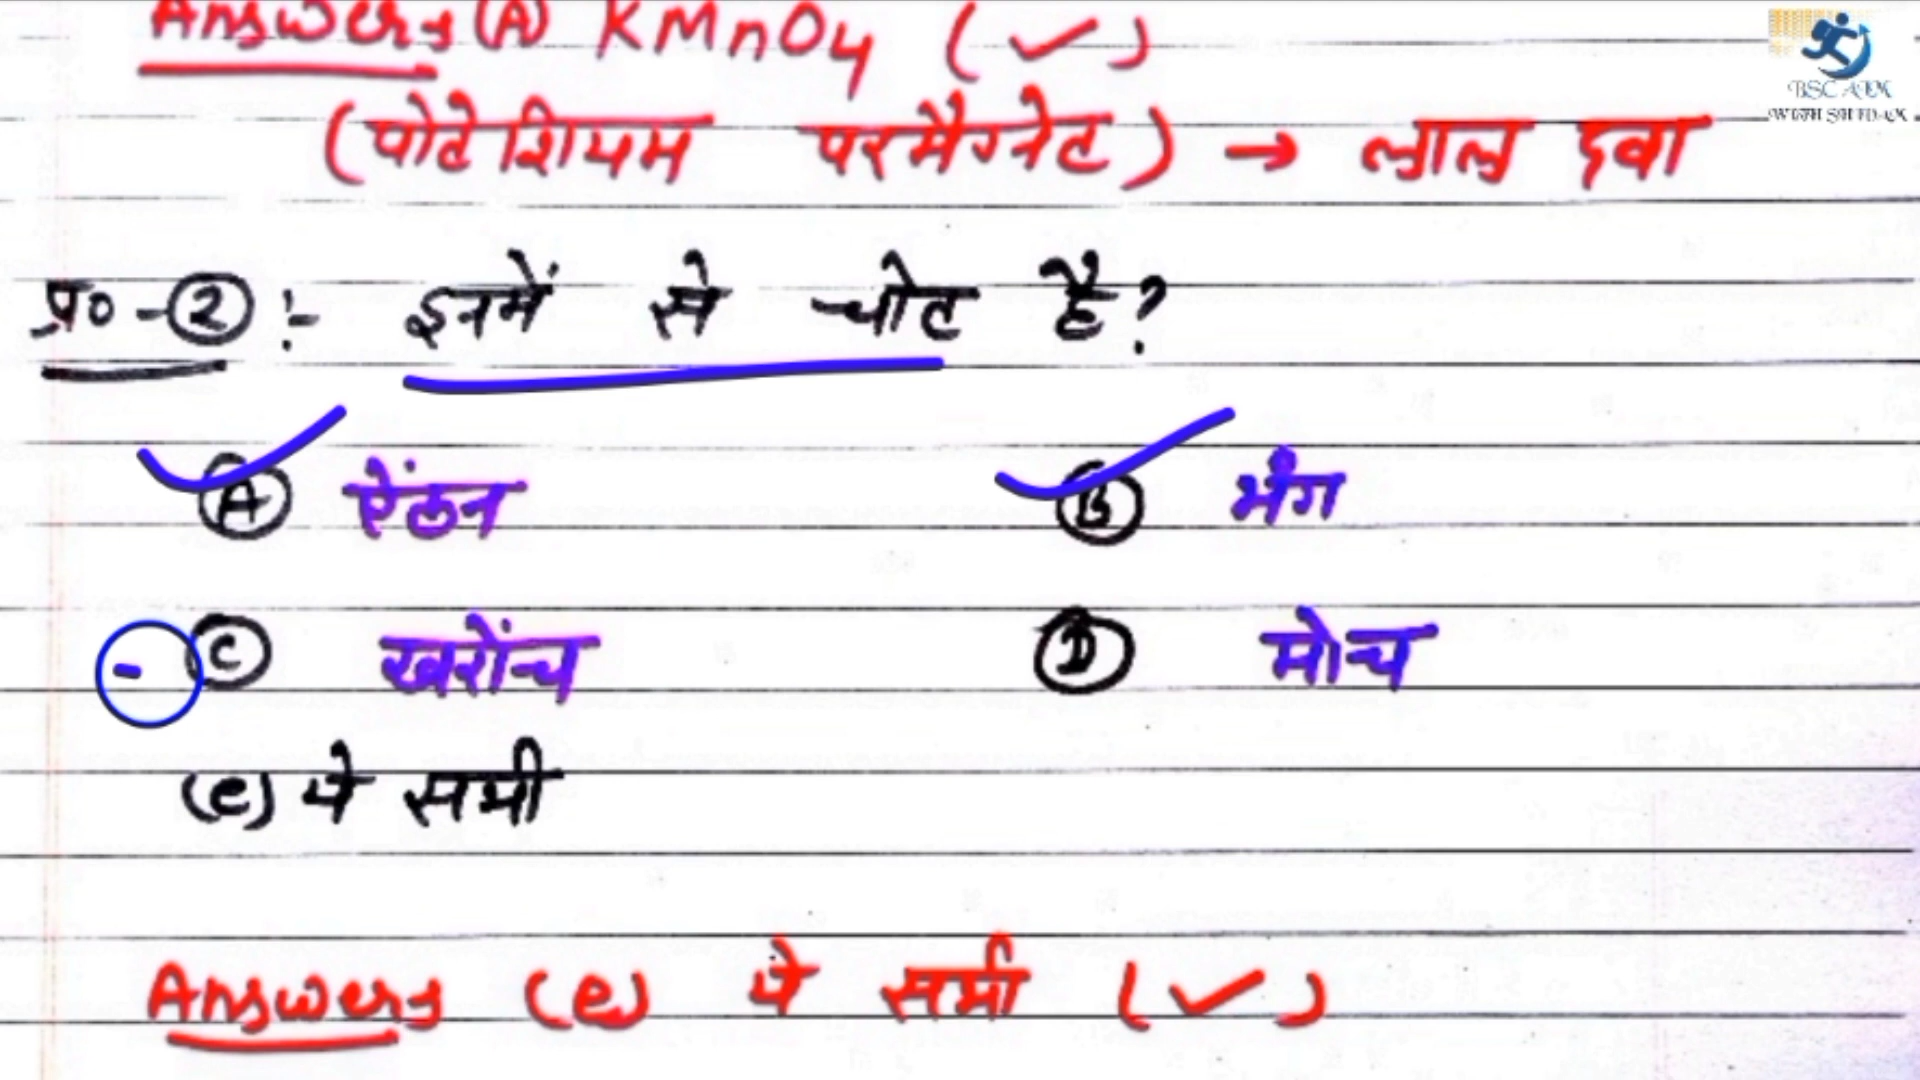 Answer (A) KMnO4 (✓)
(पोटेशियम परमैगनेट) → लाल दवा
प्र० -② :- इनमें से चोट है?
Ⓐ ऐंठन Ⓑ भंग
Ⓒ खरोंच Ⓓ मोच
(e) ये सभी
Answer (e) ये सभी (✓)